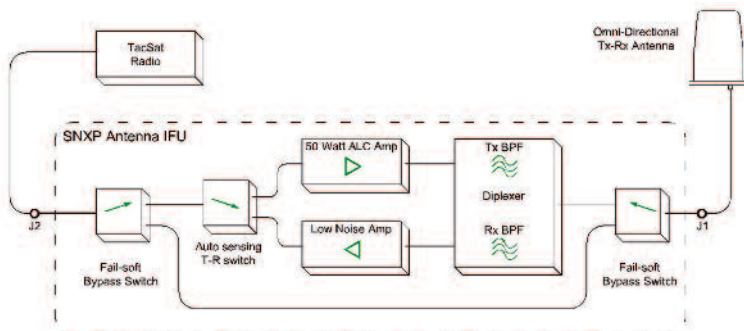 TacSat
Radio
Omni-Directional
Tx-Rx Antenna
SNXP Antenna IFU
50 Watt ALC Amp
Tx BPF
Diplexer
Rx BPF
Low Noise Amp
J2
J1
Auto sensing
T-R switch
Fail-soft
Bypass Switch
Fail-soft
Bypass Switch